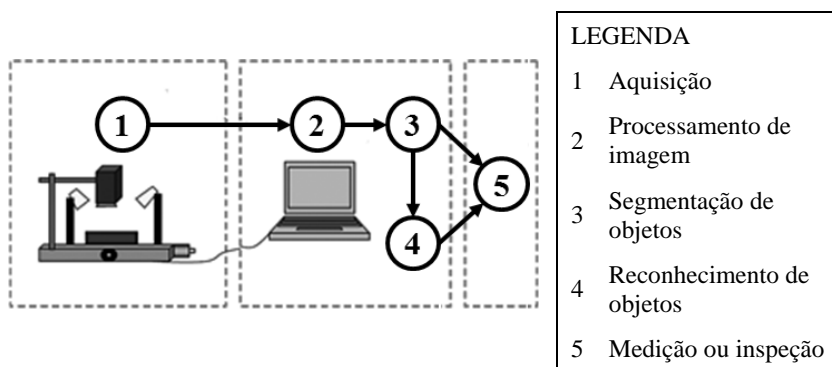 1
2
3
4
5
LEGENDA
1 Aquisição
2 Processamento de
imagem
3 Segmentação de
objetos
4 Reconhecimento de
objetos
5 Medição ou inspeção